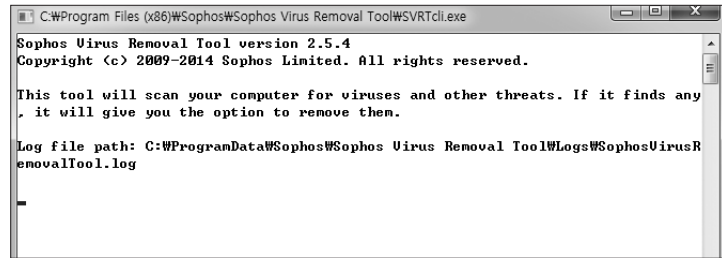 C:₩Program Files (x86)₩Sophos₩Sophos Virus Removal Tool₩SVRTcli.exe
Sophos Virus Removal Tool version 2.5.4
Copyright (c) 2009-2014 Sophos Limited. All rights reserved.
This tool will scan your computer for viruses and other threats. If it finds any
, it will give you the option to remove them.
Log file path: C:₩ProgramData₩Sophos₩Sophos Virus Removal Tool₩Logs₩SophosVirusR
emovalTool.log